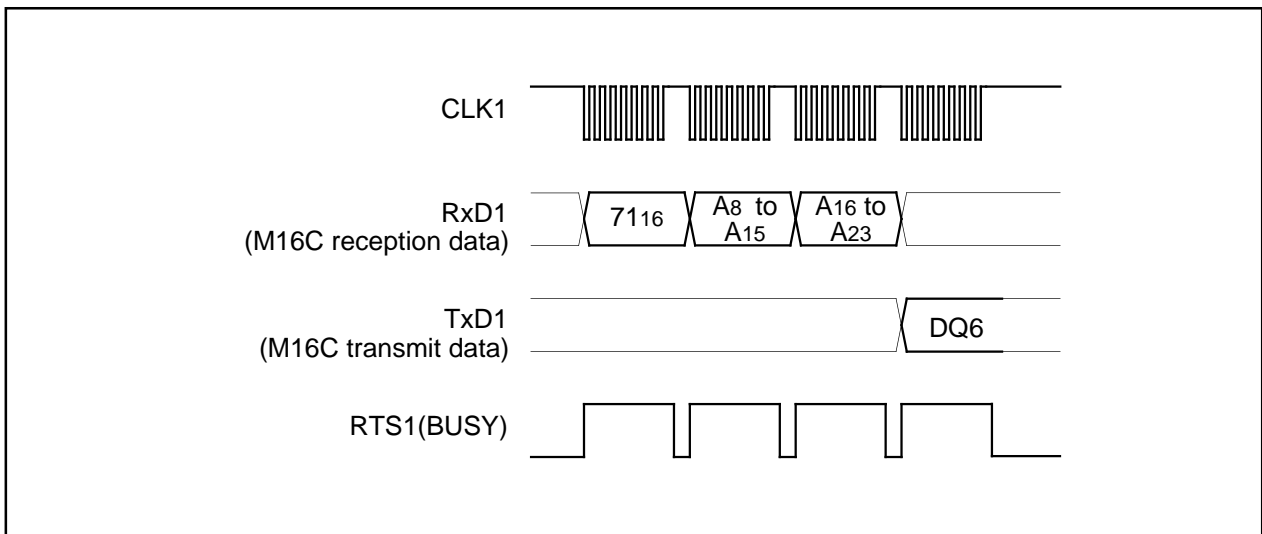 CLK1
RxD1
(M16C reception data)
7116
A8 to
A15
A16 to
A23
TxD1
(M16C transmit data)
DQ6
RTS1(BUSY)